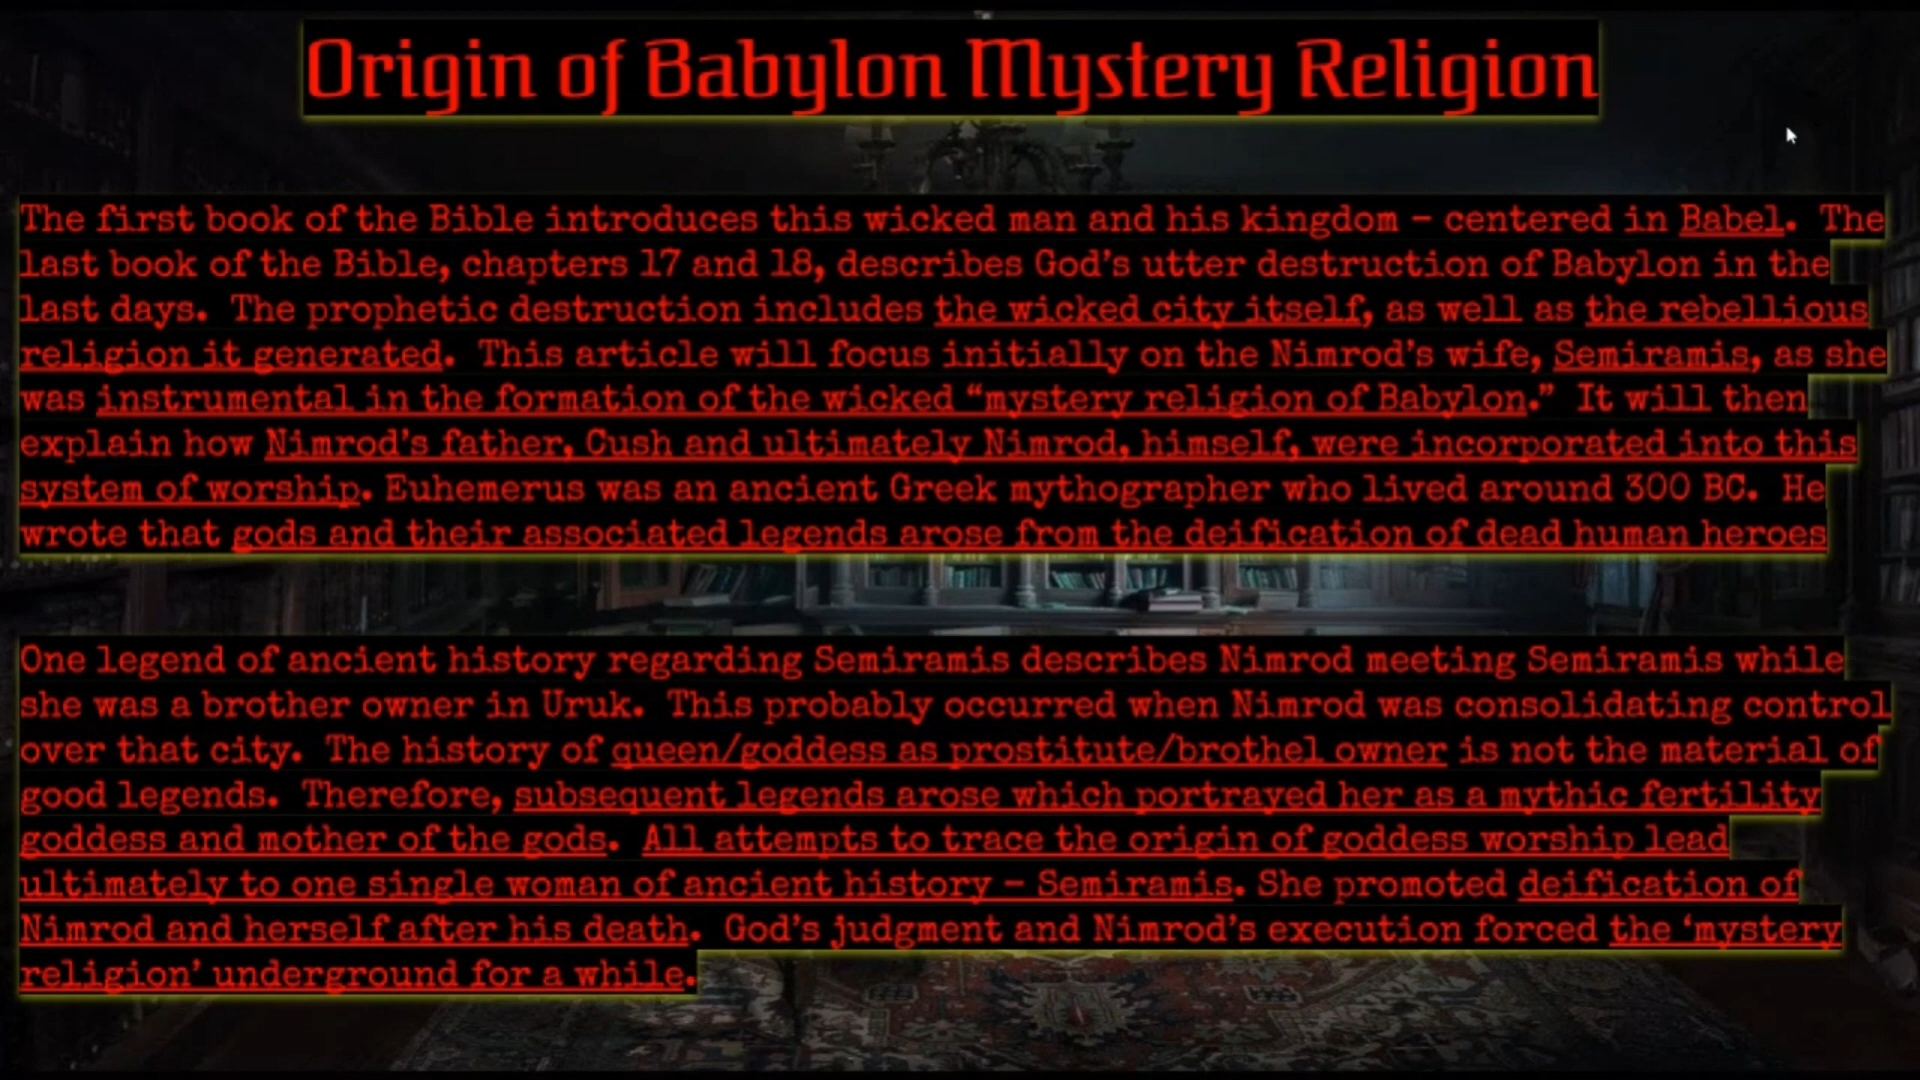 Origin of Babylon Mystery Religion
The first book of the Bible introduces this wicked man and his kingdom – centered in Babel.  The
last book of the Bible, chapters 17 and 18, describes God’s utter destruction of Babylon in the
last days.  The prophetic destruction includes the wicked city itself, as well as the rebellious
religion it generated.  This article will focus initially on the Nimrod’s wife, Semiramis, as she
was instrumental in the formation of the wicked “mystery religion of Babylon.”  It will then
explain how Nimrod’s father, Cush and ultimately Nimrod, himself, were incorporated into this
system of worship. Euhemerus was an ancient Greek mythographer who lived around 300 BC.  He
wrote that gods and their associated legends arose from the deification of dead human heroes
One legend of ancient history regarding Semiramis describes Nimrod meeting Semiramis while
she was a brother owner in Uruk.  This probably occurred when Nimrod was consolidating control
over that city.  The history of queen/goddess as prostitute/brothel owner is not the material of
good legends.  Therefore, subsequent legends arose which portrayed her as a mythic fertility
goddess and mother of the gods.  All attempts to trace the origin of goddess worship lead
ultimately to one single woman of ancient history – Semiramis. She promoted deification of
Nimrod and herself after his death.  God’s judgment and Nimrod’s execution forced the ‘mystery
religion’ underground for a while.